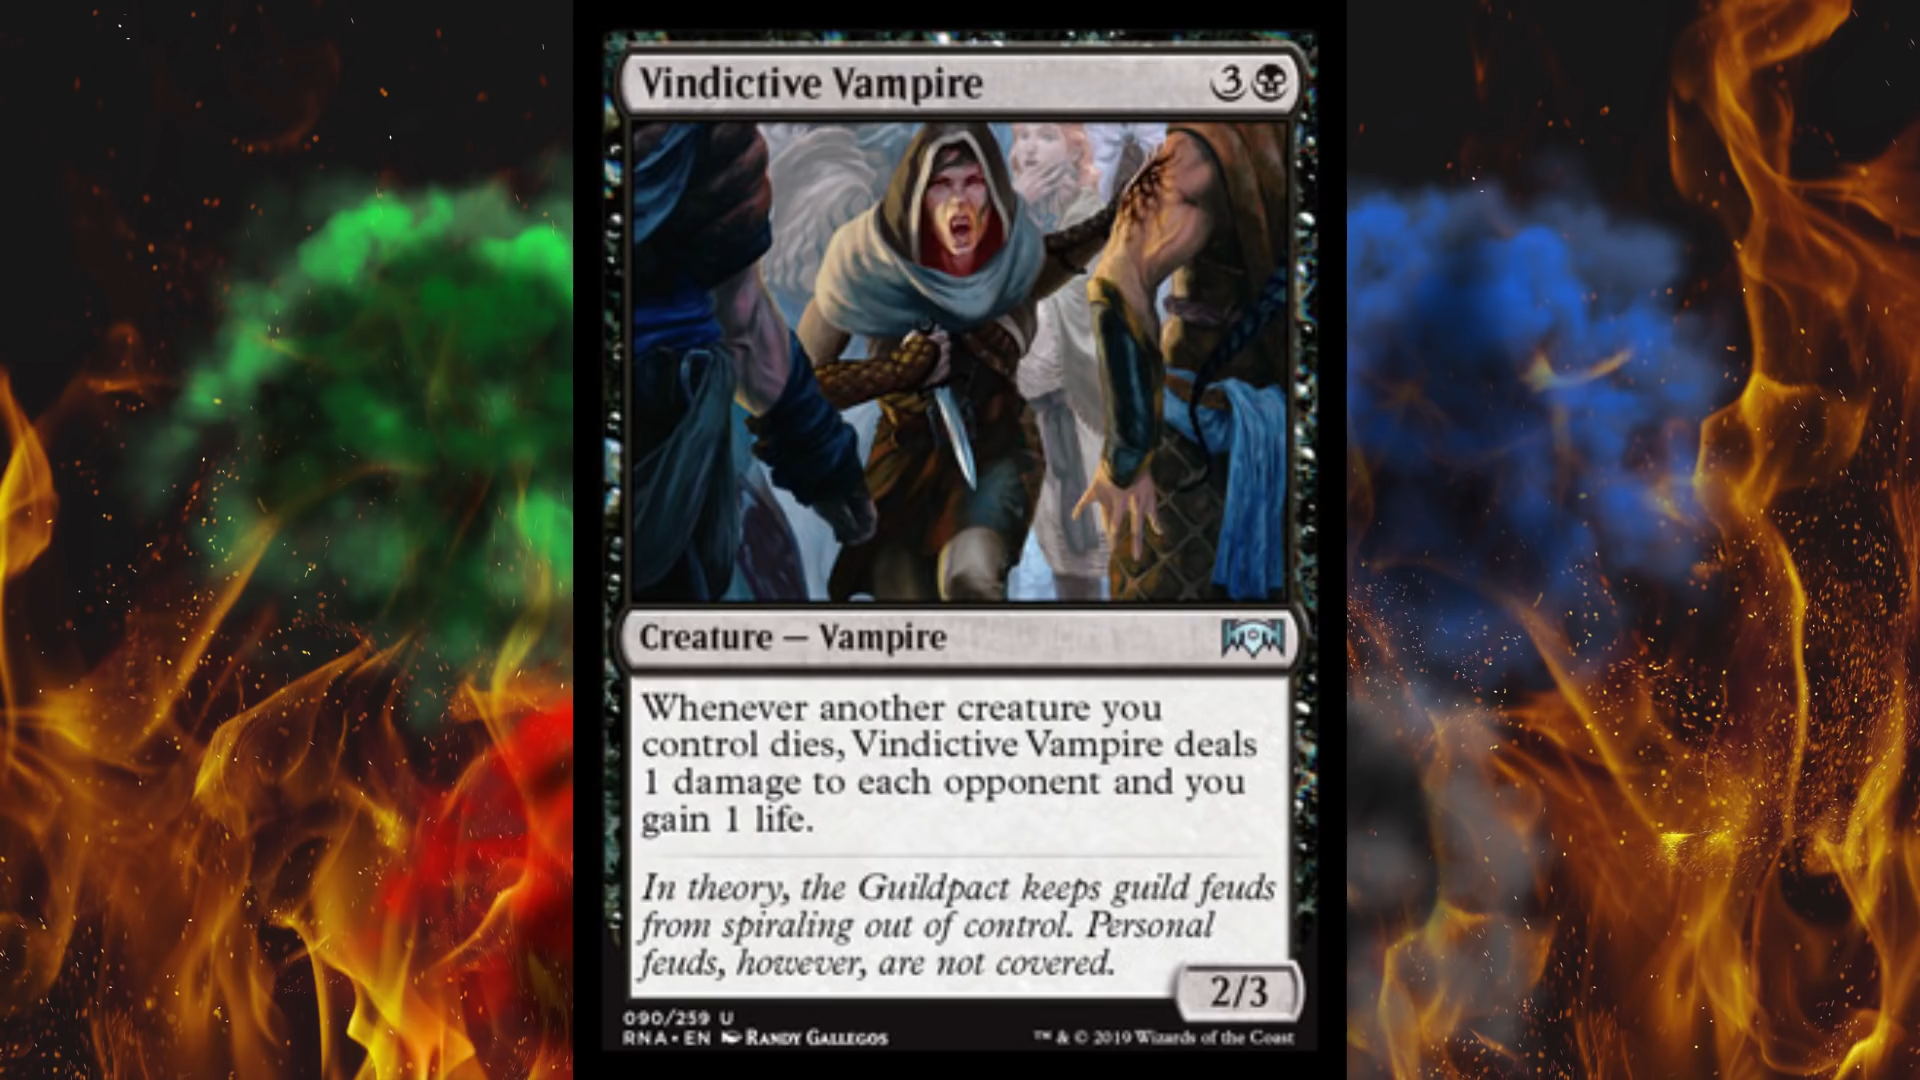 Vindictive Vampire 3
Creature — Vampire
Whenever another creature you
control dies, Vindictive Vampire deals
1 damage to each opponent and you
gain 1 life.
In theory, the Guildpact keeps guild feuds
from spiraling out of control. Personal
feuds, however, are not covered.
2/3
090/259 U
RNA • EN Randy Gallegos
™ & © 2019 Wizards of the Coast